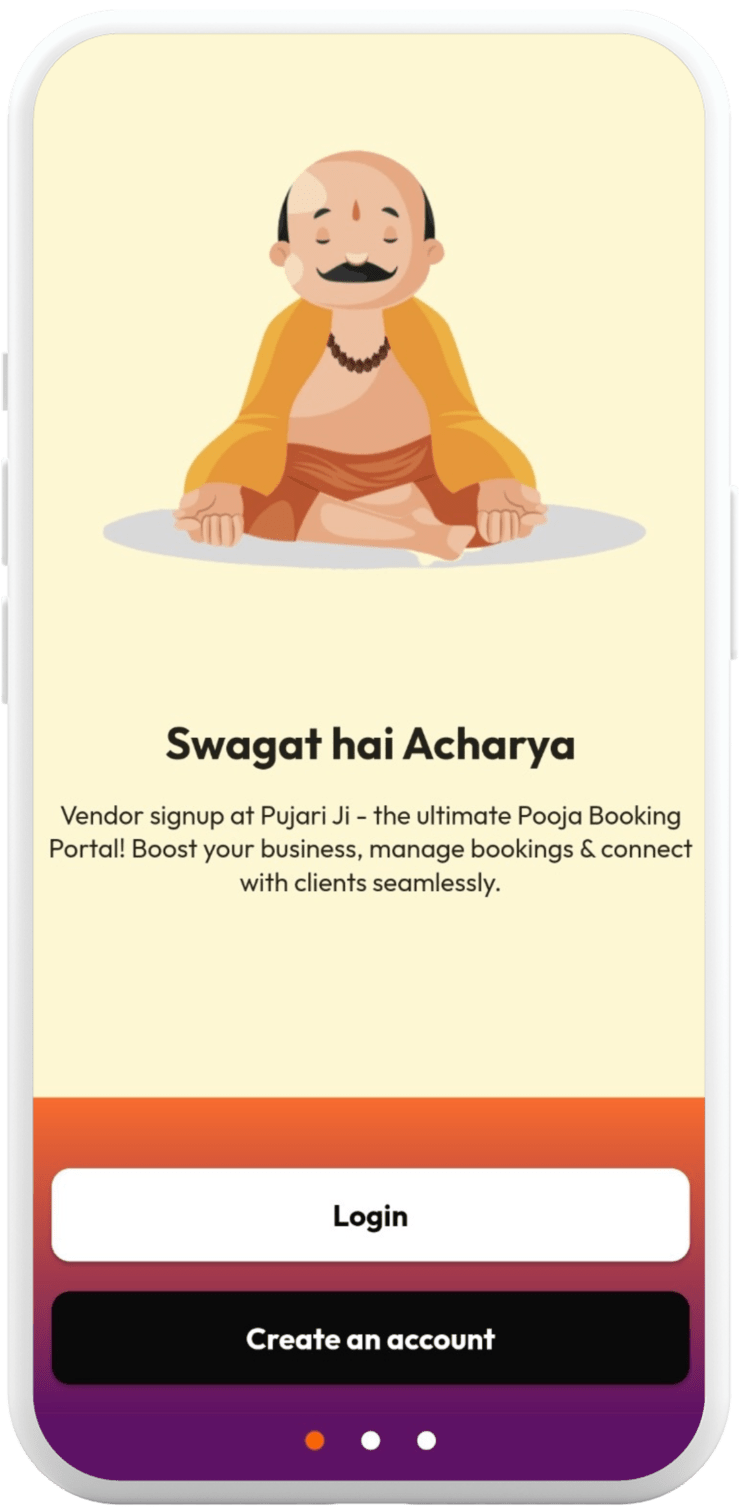 Swagat hai Acharya
Vendor signup at Pujari Ji - the ultimate Pooja Booking
Portal! Boost your business, manage bookings & connect
with clients seamlessly.
Login
Create an account